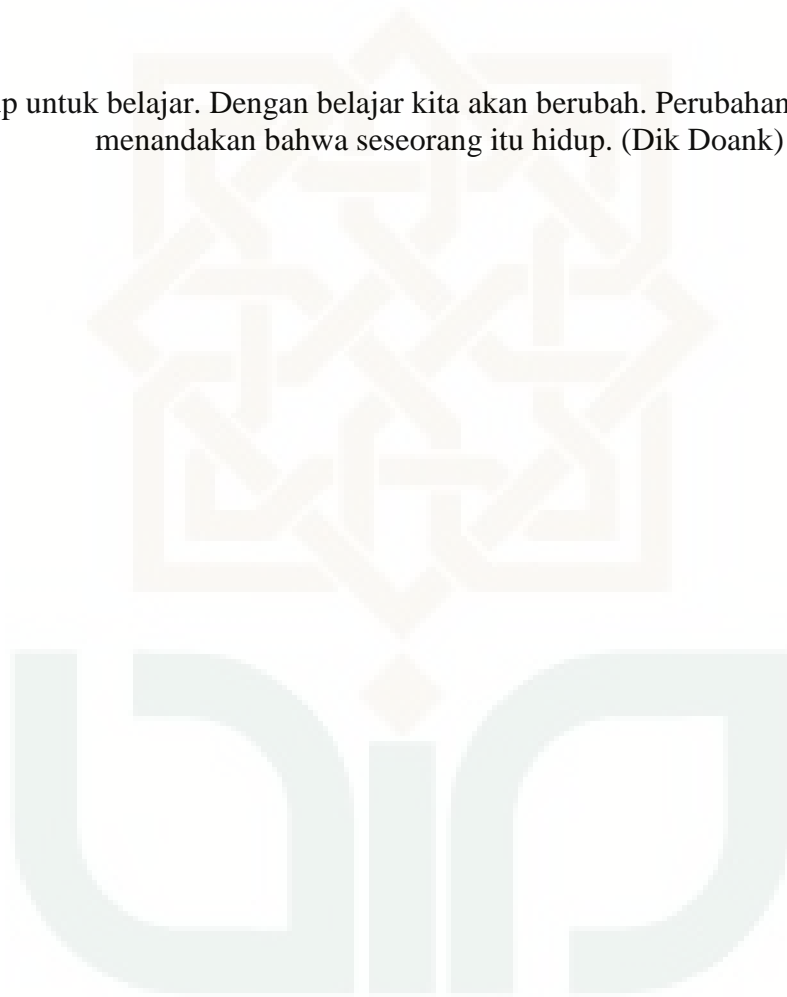 untuk belajar. Dengan belajar kita akan berubah. Perubahan
menandakan bahwa seseorang itu hidup. (Dik Doank)